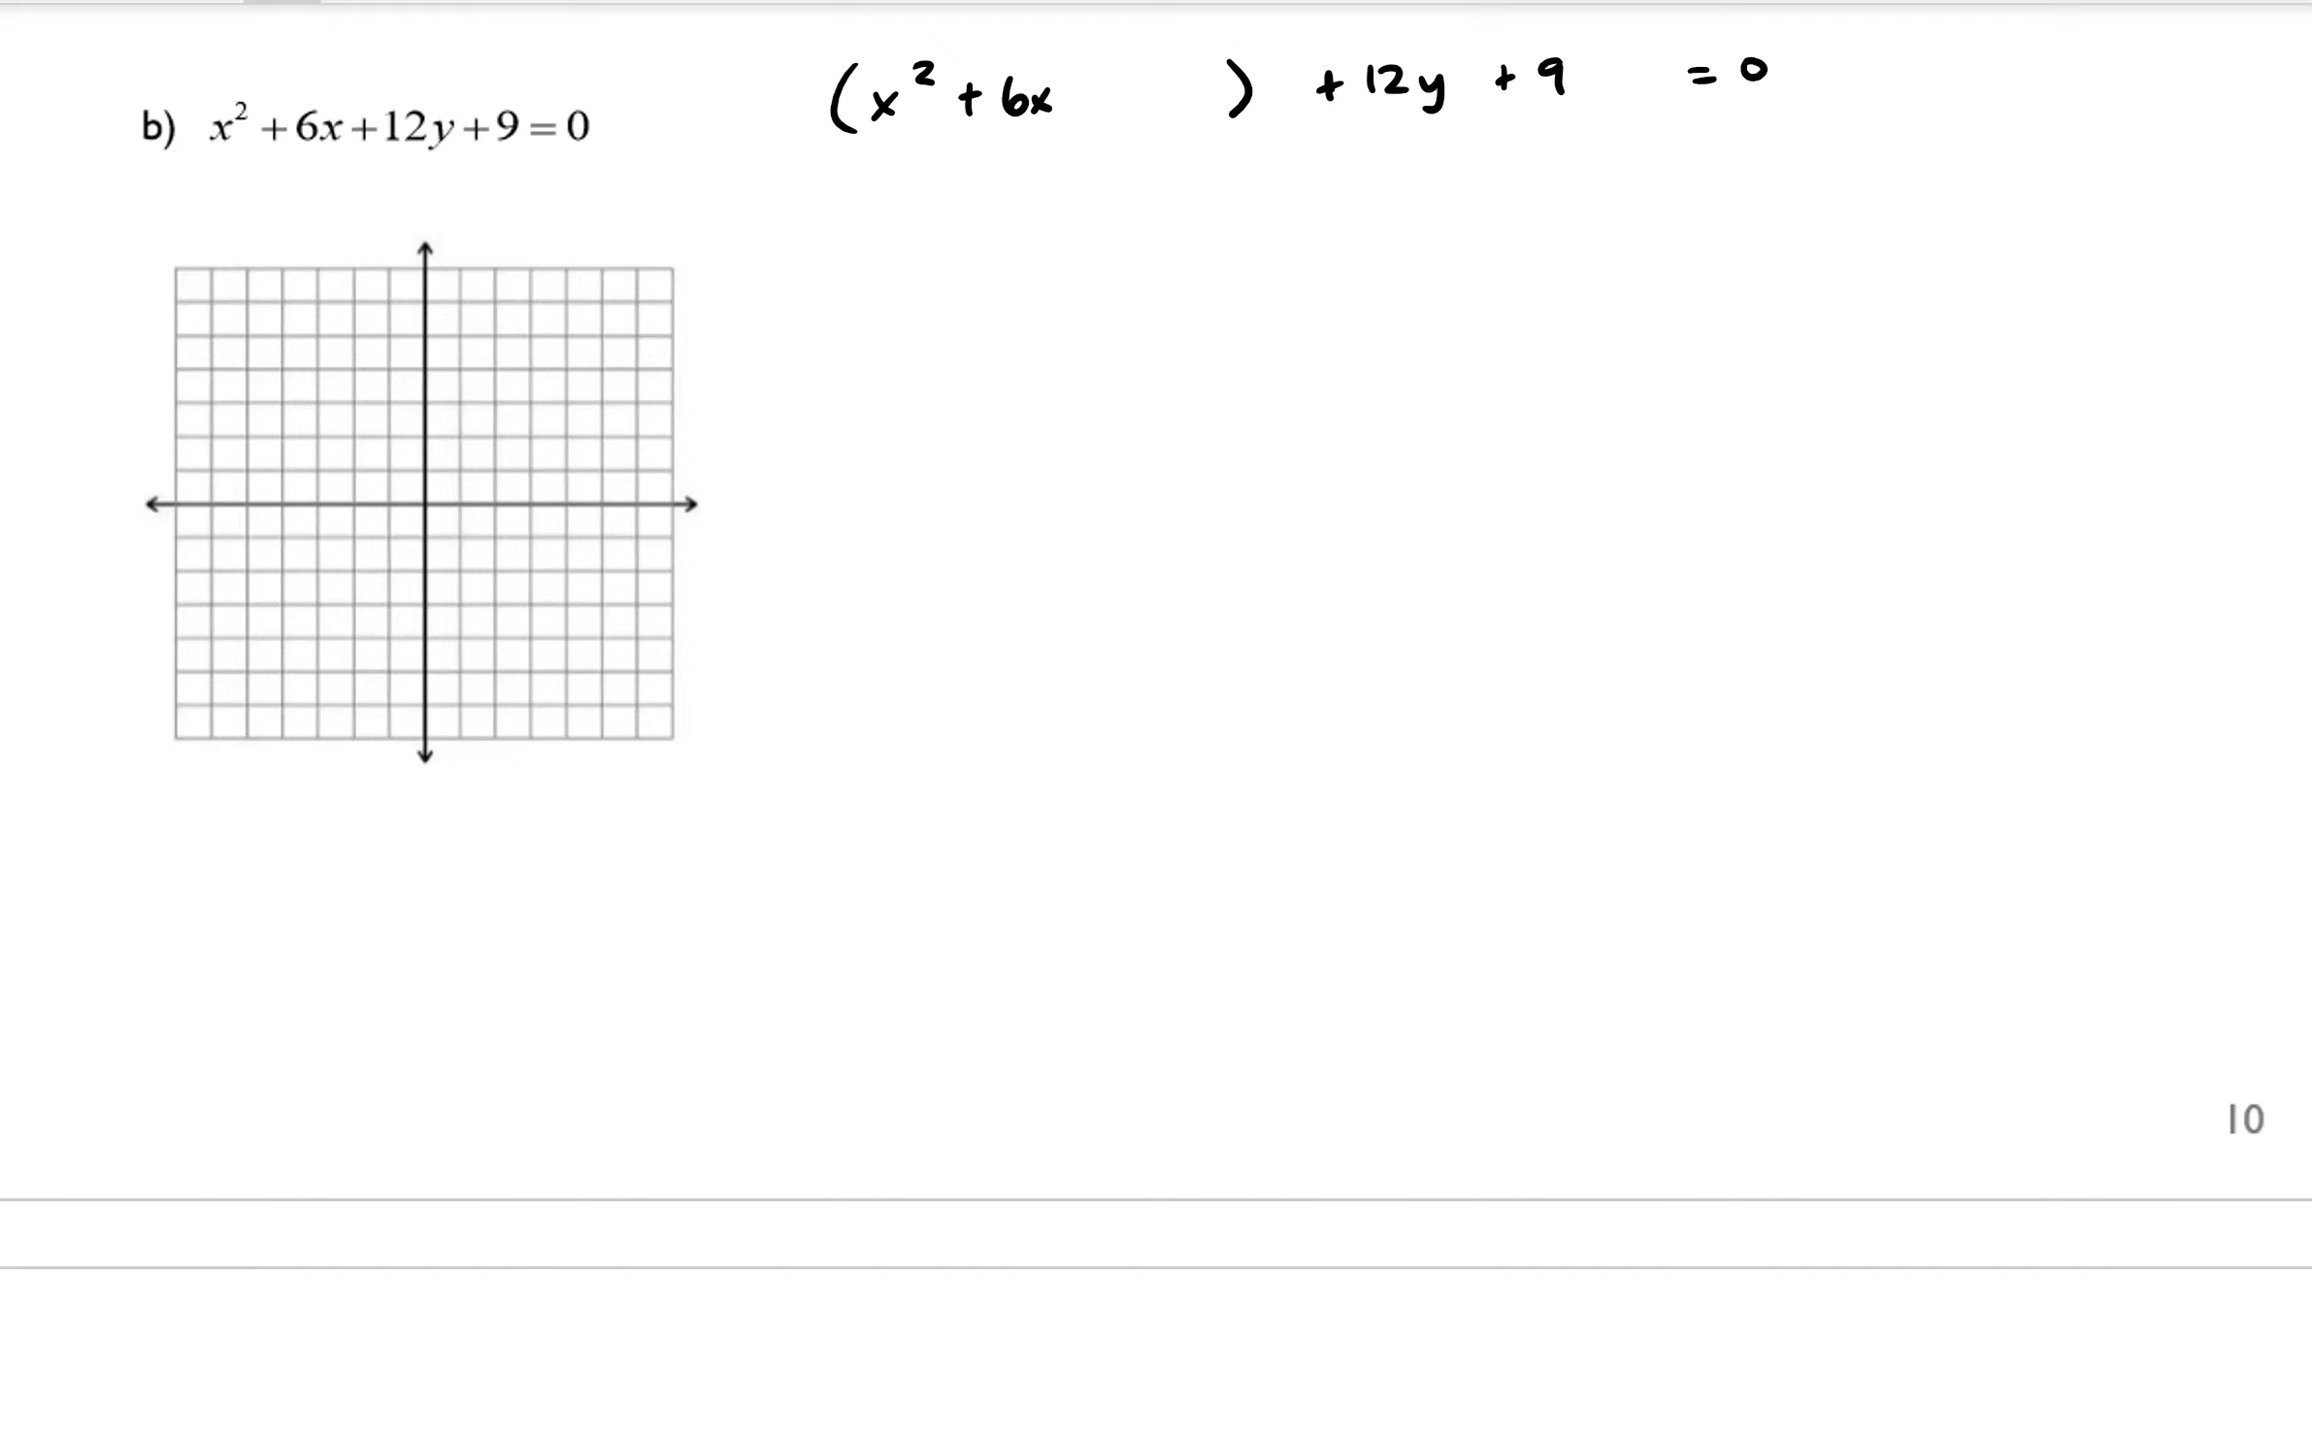 (x² + 6x ) + 12y + 9 = 0
b) x² + 6x + 12y + 9 = 0
10